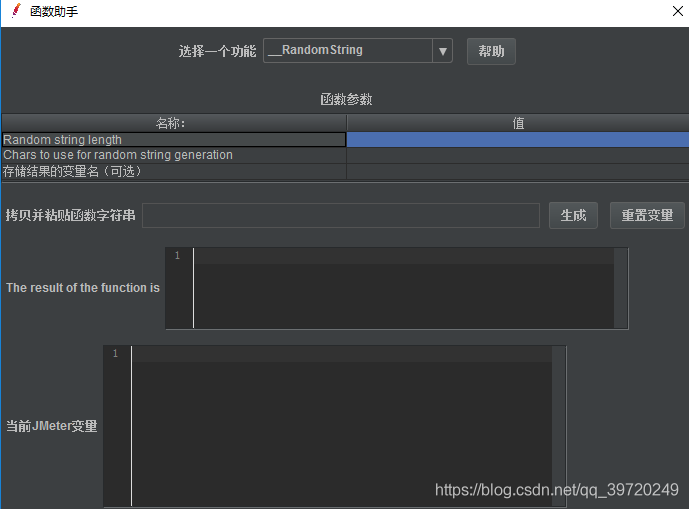 函数助手
选择一个功能 __RandomString ▼ 帮助
函数参数
名称: 值
Random string length
Chars to use for random string generation
存储结果的变量名（可选）
拷贝并粘贴函数字符串 生成 重置变量
1
The result of the function is
1
当前JMeter变量
https://blog.csdn.net/qq_39720249